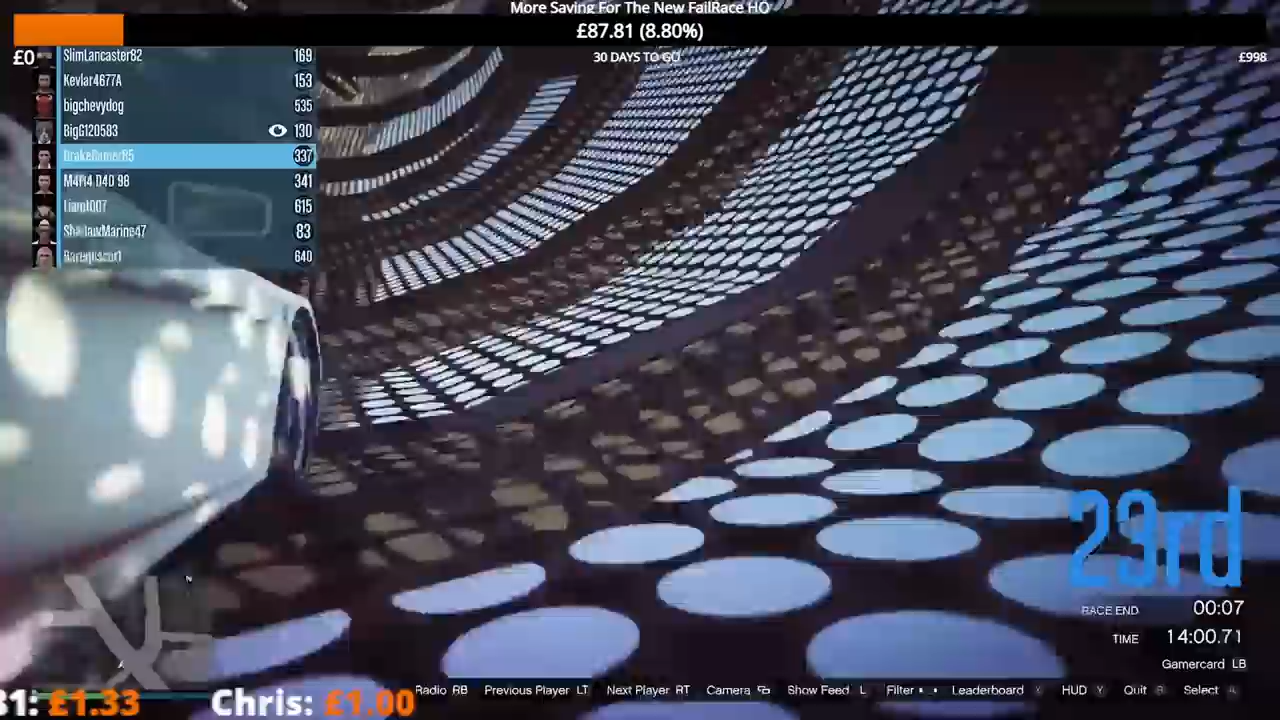 More Saving For The New FailRace HQ
£87.81 (8.80%)
£0
30 DAYS TO GO
£998
SlimLancaster82 169
Kevlar4677A 153
bigchevydog 535
BigG120583 130
337
M4f14 D4D 98 341
615
ShadowMarine47 83
640
23rd
RACE END 00:07
TIME 14:00.71
Gamercard LB
N
31: £1.33 Chris: £1.00
Radio RB Previous Player LT Next Player RT Camera Show Feed L Filter Leaderboard Y HUD Y Quit B Select A